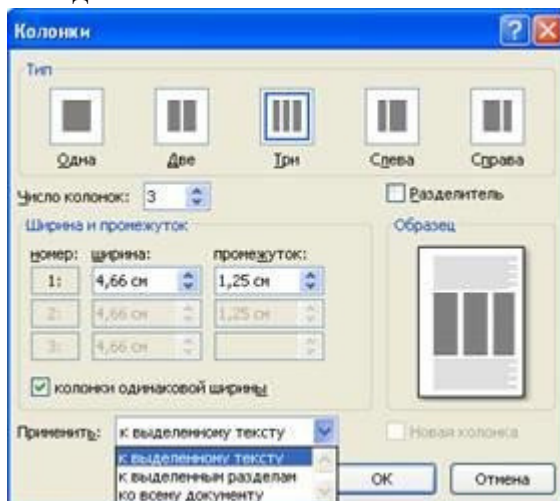 Колонки
Тип
Одна Две Три Слева Справа
Число колонок: 3 Разделитель
Ширина и промежуток Образец
номер: ширина: промежуток:
1: 4,66 см 1,25 см
2: 4,66 см 1,25 см
3: 4,66 см
колонки одинаковой ширины
Применить: к выделенному тексту Новая колонка
к выделенному тексту
к выделенным разделам ОК Отмена
ко всему документу